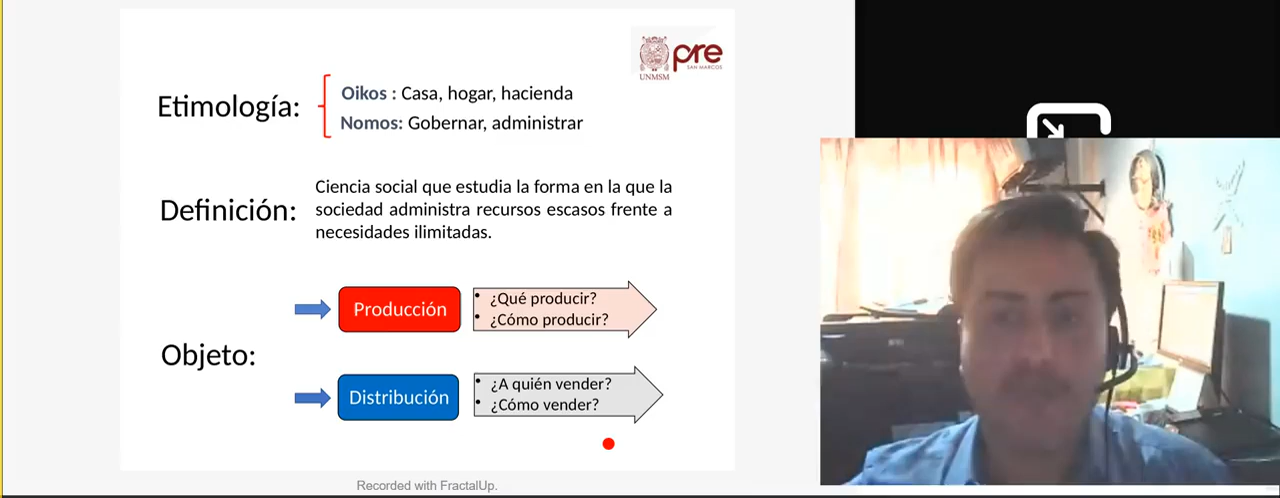 pre
SAN MARCOS
UNMSM
Etimología:
Oikos : Casa, hogar, hacienda
Nomos: Gobernar, administrar
Definición:
Ciencia social que estudia la forma en la que la
sociedad administra recursos escasos frente a
necesidades ilimitadas.
Objeto:
Producción
• ¿Qué producir?
• ¿Cómo producir?
Distribución
• ¿A quién vender?
• ¿Cómo vender?
Recorded with FractalUp.